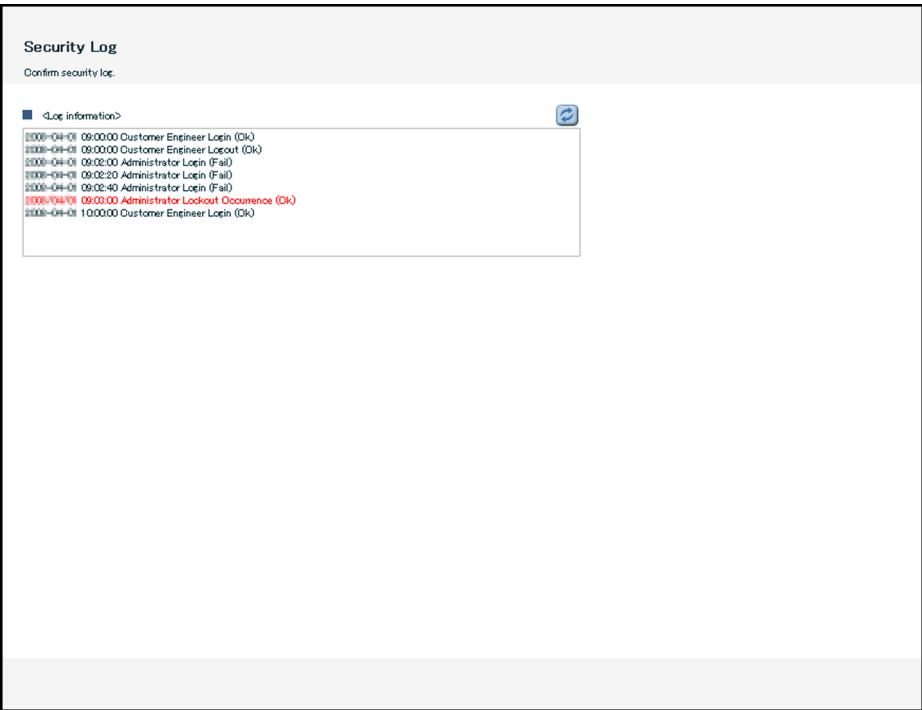 Security Log
Confirm security log.
<Log information>
09:00:00 Customer Engineer Login (Ok)
09:00:00 Customer Engineer Logout (Ok)
09:02:00 Administrator Login (Fail)
09:02:20 Administrator Login (Fail)
09:02:40 Administrator Login (Fail)
09:03:00 Administrator Lockout Occurrence (Ok)
10:00:00 Customer Engineer Login (Ok)